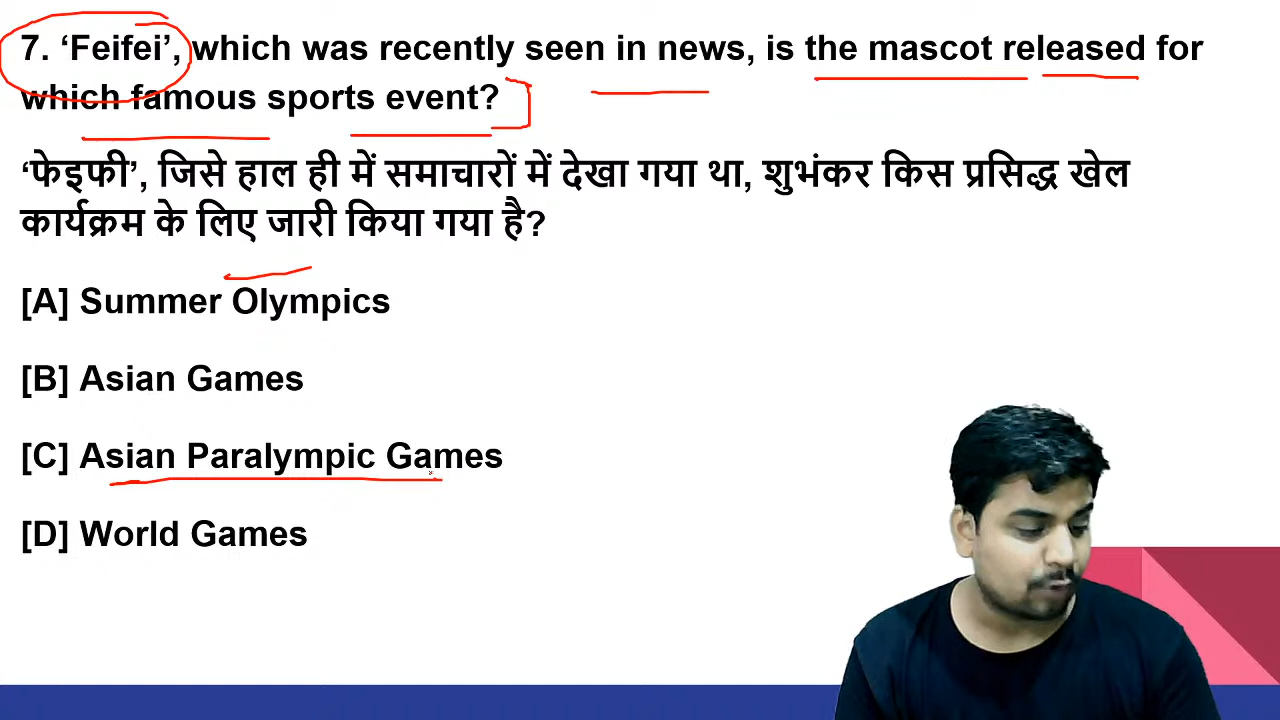 7. ‘Feifei’, which was recently seen in news, is the mascot released for
which famous sports event?
‘फेइफी’, जिसे हाल ही में समाचारों में देखा गया था, शुभंकर किस प्रसिद्ध खेल
कार्यक्रम के लिए जारी किया गया है?
[A] Summer Olympics
[B] Asian Games
[C] Asian Paralympic Games
[D] World Games